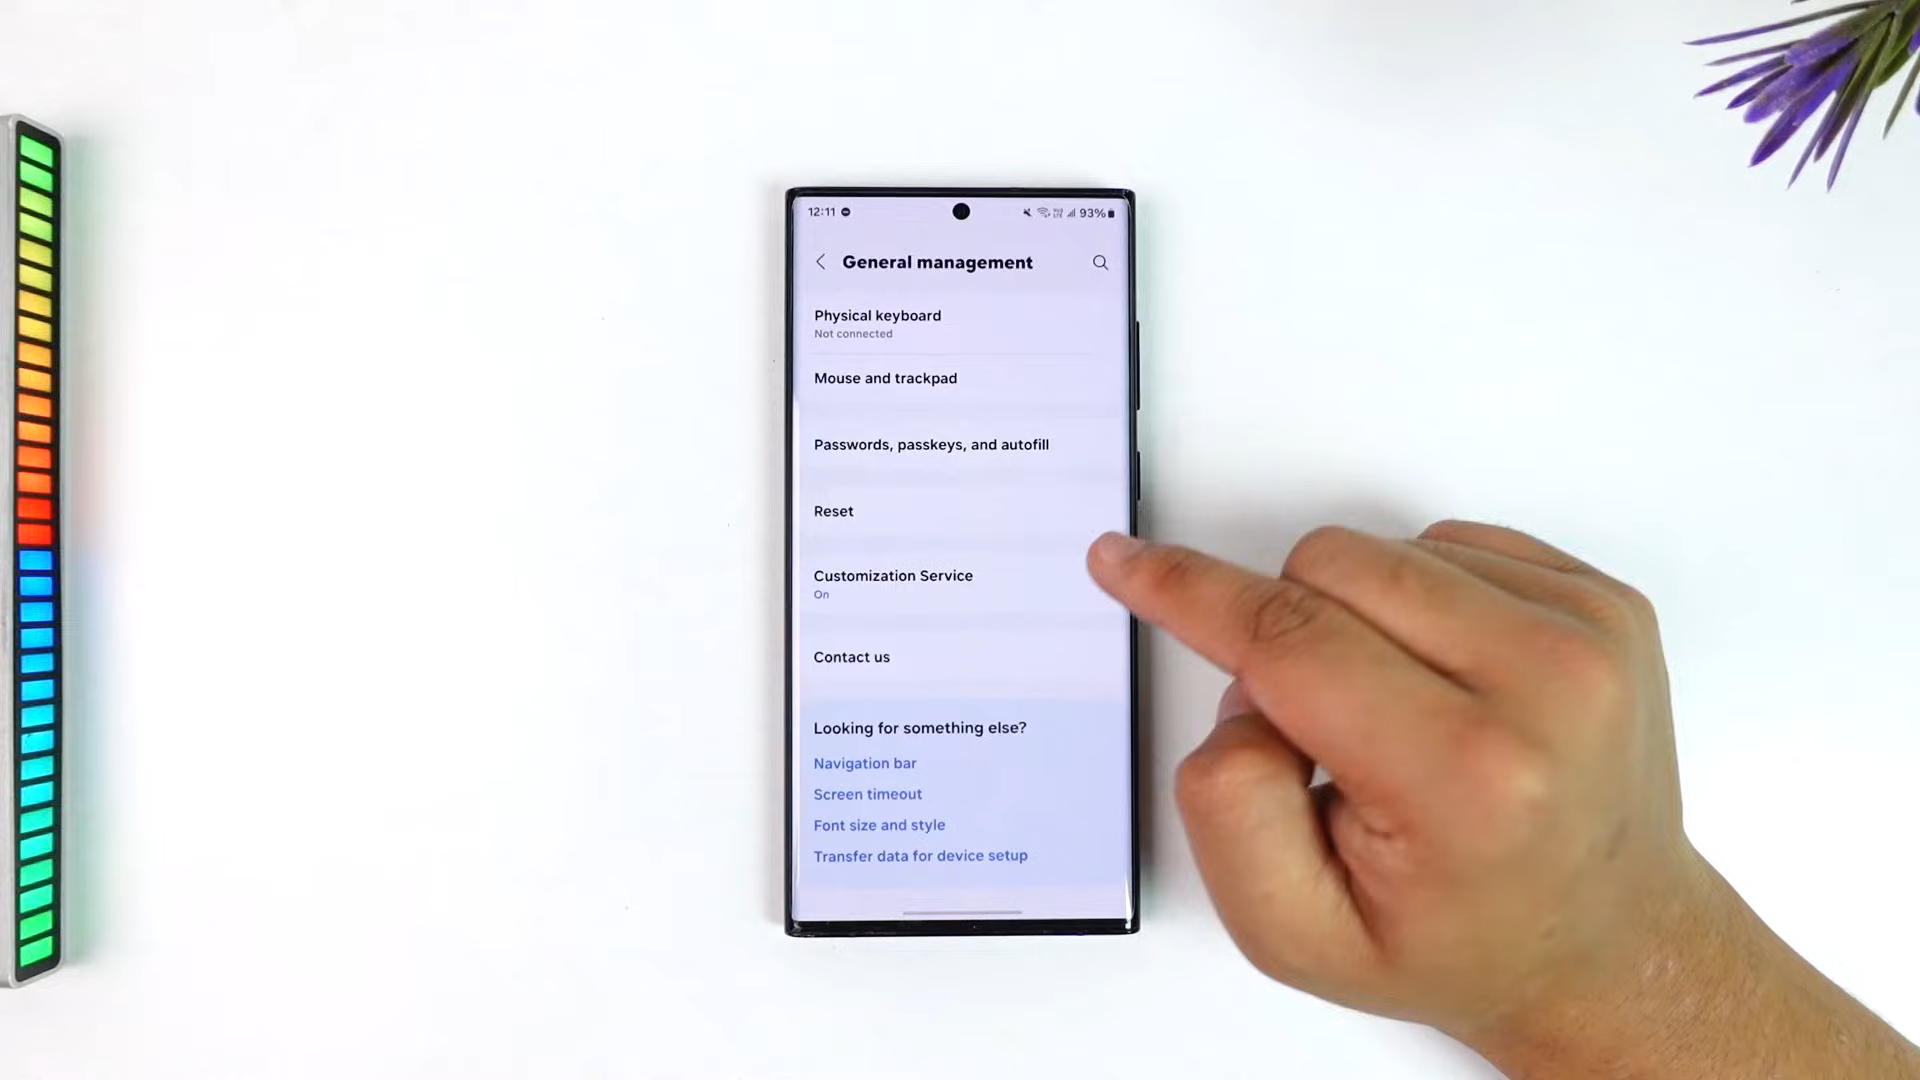 12:11
93%
General management
Physical keyboard
Not connected
Mouse and trackpad
Passwords, passkeys, and autofill
Reset
Customization Service
On
Contact us
Looking for something else?
Navigation bar
Screen timeout
Font size and style
Transfer data for device setup